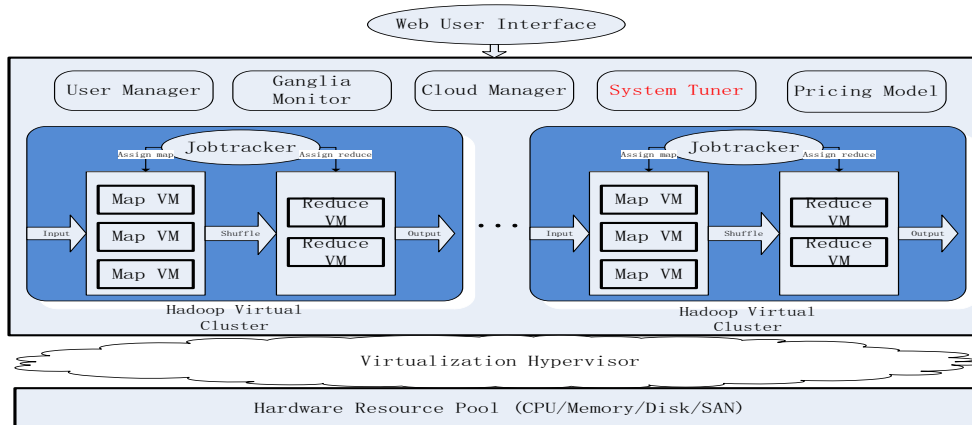 Web User Interface
User Manager
Ganglia
Monitor
Cloud Manager
System Tuner
Pricing Model
Jobtracker
Assign map
Assign reduce
Map VM
Map VM
Map VM
Reduce
VM
Reduce
VM
Input
Shuffle
Output
Hadoop Virtual
Cluster
...
Jobtracker
Assign map
Assign reduce
Map VM
Map VM
Map VM
Reduce
VM
Reduce
VM
Input
Shuffle
Output
Hadoop Virtual
Cluster
Virtualization Hypervisor
Hardware Resource Pool (CPU/Memory/Disk/SAN)